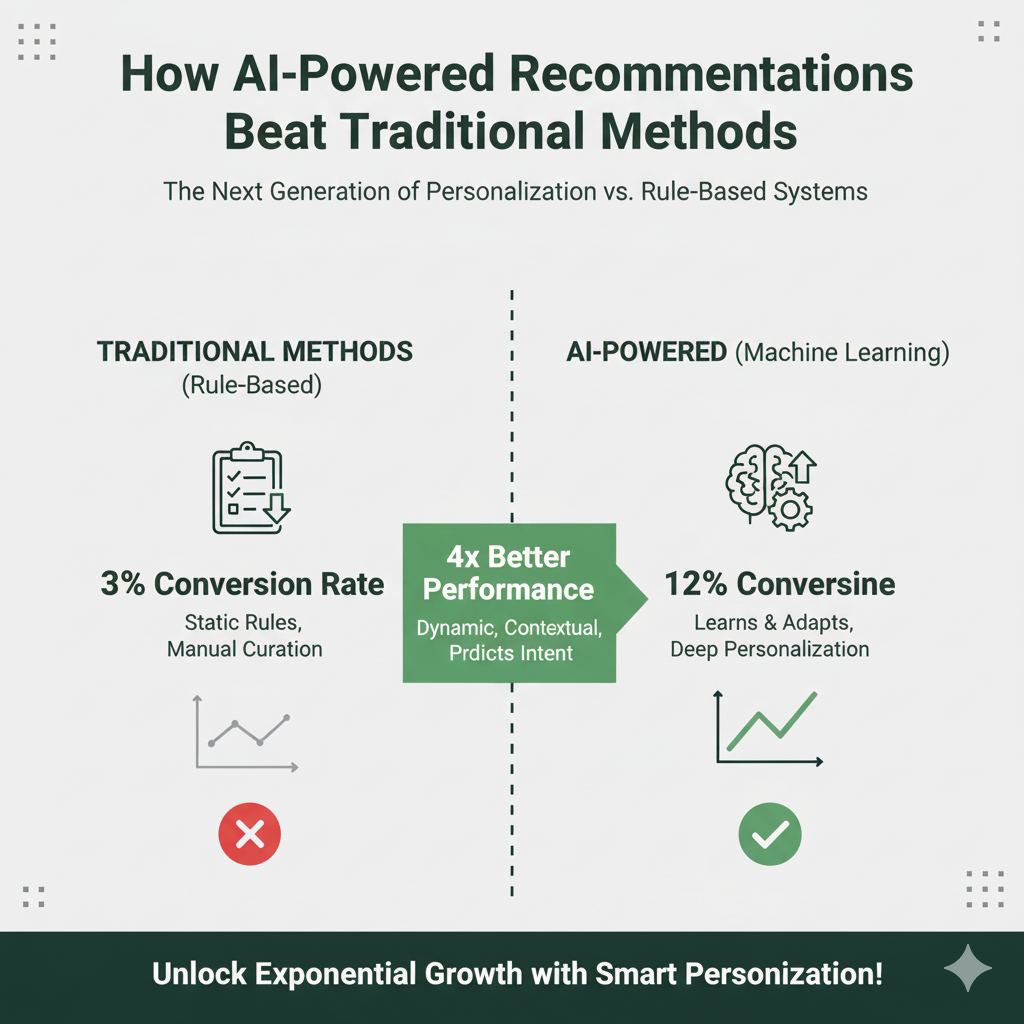 How AI-Powered Recommentations
Beat Traditional Methods
The Next Generation of Personalization vs. Rule-Based Systems
TRADITIONAL METHODS
(Rule-Based)
AI-POWERED (Machine Learning)
3% Conversion Rate
Static Rules,
Manual Curation
4x Better
Performance
Dynamic, Contextual,
Prdicts Intent
12% Conversine
Learns & Adapts,
Deep Personalization
Unlock Exponential Growth with Smart Personization!